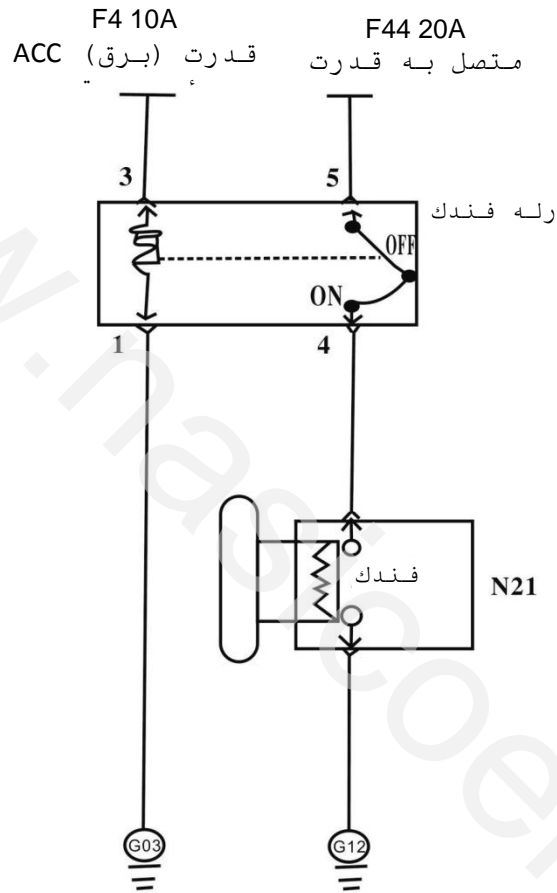 F4 10A
F44 20A
قدرت (برق) ACC
متصل به قدرت
3
5
رله فندك
OFF
ON
1
4
فندك
N21
G03
G12